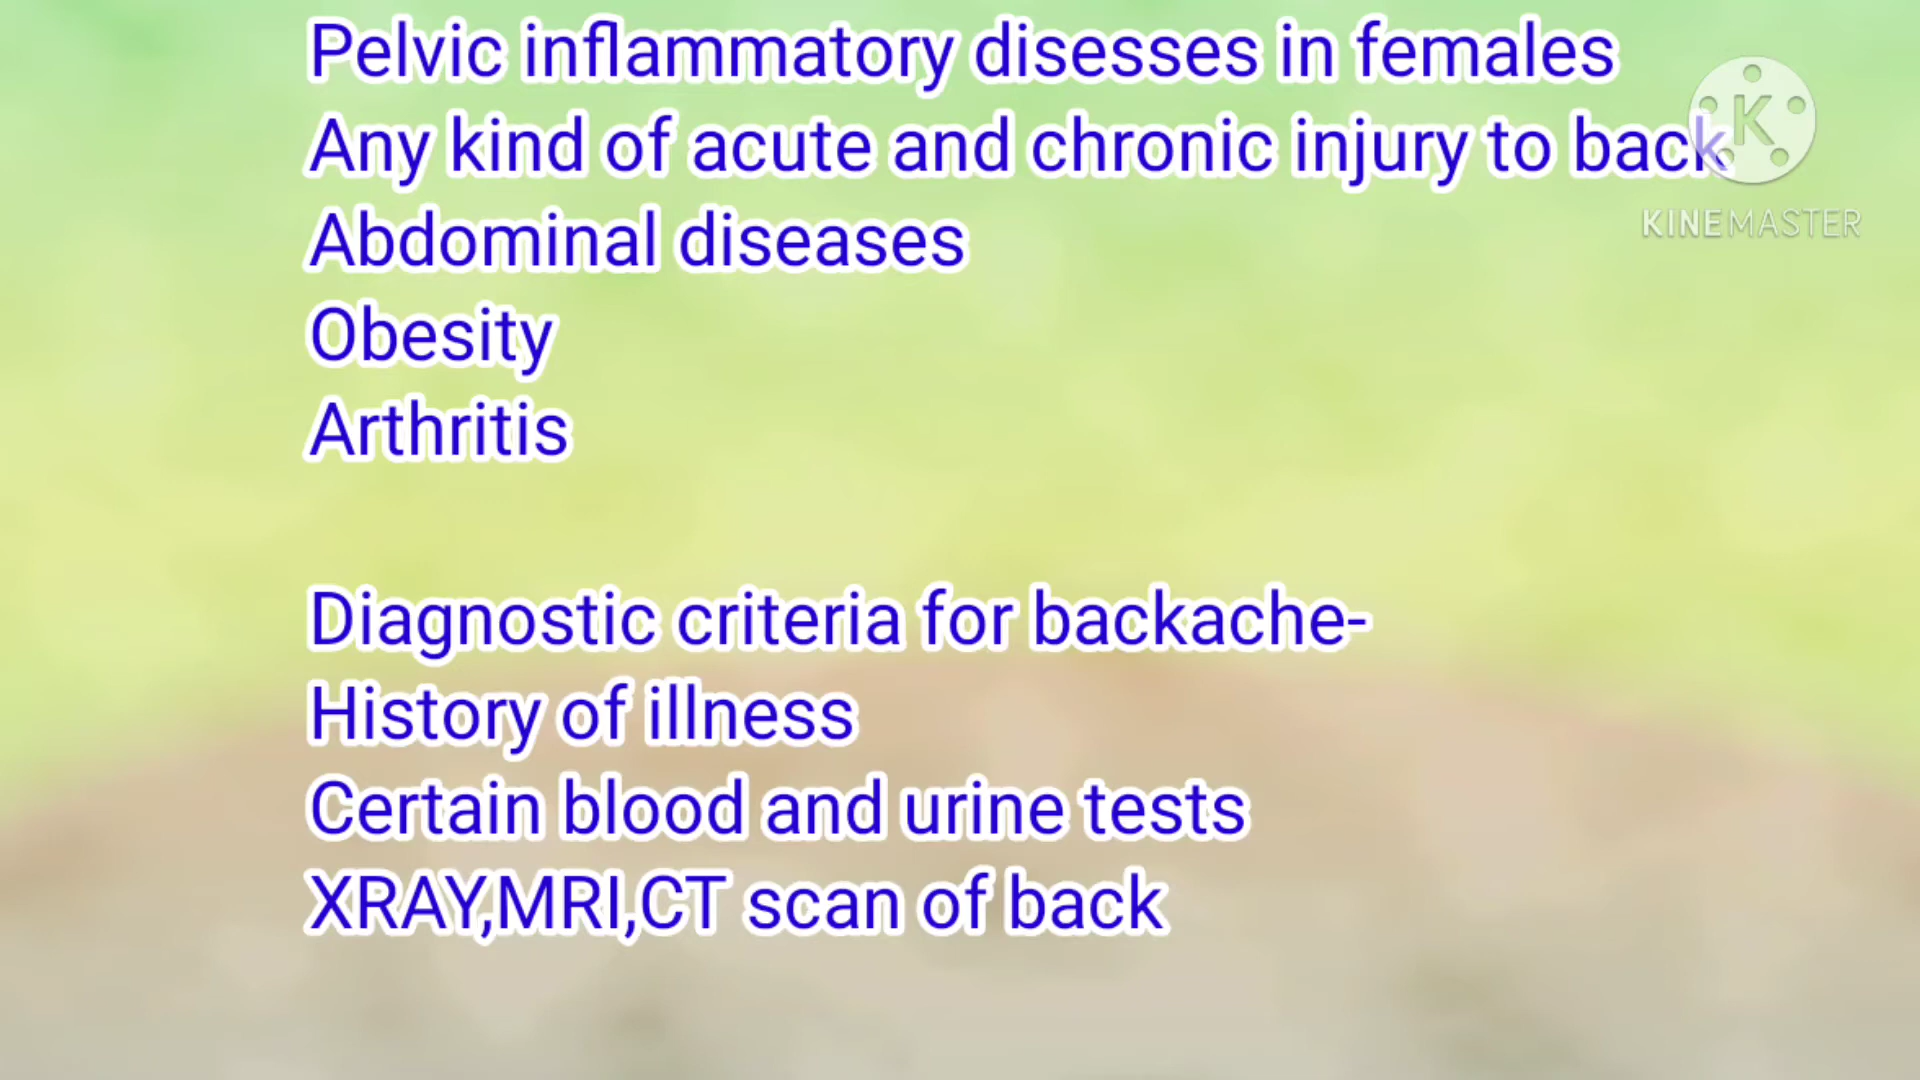 Pelvic inflammatory disesses in females
Any kind of acute and chronic injury to back
K
KINEMASTER
Abdominal diseases
Obesity
Arthritis
Diagnostic criteria for backache-
History of illness
Certain blood and urine tests
XRAY,MRI,CT scan of back